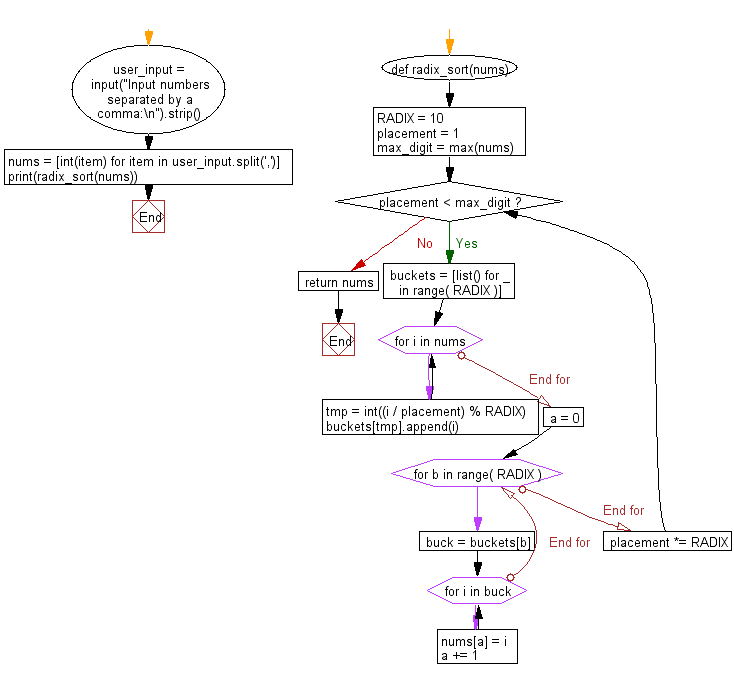 user_input =
input("Input numbers
separated by a
comma:\n").strip()
nums = [int(item) for item in user_input.split(',')]
print(radix_sort(nums))
End
def radix_sort(nums)
RADIX = 10
placement = 1
max_digit = max(nums)
placement < max_digit ?
No
Yes
return nums
End
buckets = [list() for _
in range( RADIX )]
for i in nums
End for
tmp = int((i / placement) % RADIX)
buckets[tmp].append(i)
a = 0
for b in range( RADIX )
End for
placement *= RADIX
buck = buckets[b]
End for
for i in buck
nums[a] = i
a += 1